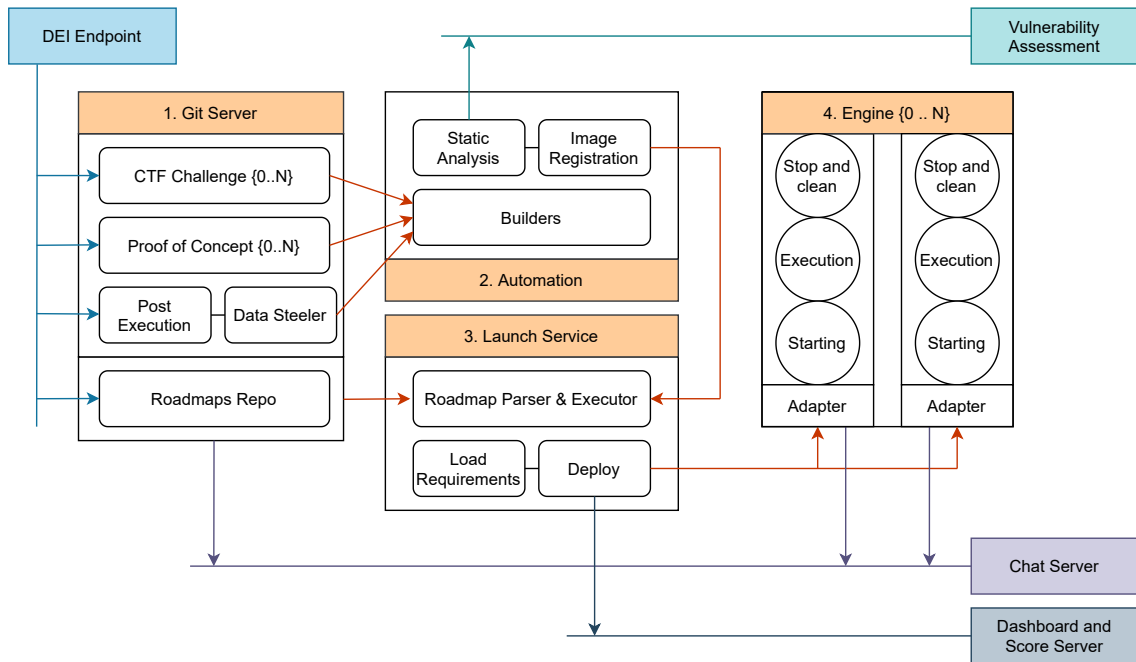 DEI Endpoint
Vulnerability
Assessment
1. Git Server
CTF Challenge {0..N}
Proof of Concept {0..N}
Post
Execution
Data Steeler
Roadmaps Repo
Static
Analysis
Image
Registration
Builders
2. Automation
3. Launch Service
Roadmap Parser & Executor
Load
Requirements
Deploy
4. Engine {0 .. N}
Stop and
clean
Execution
Starting
Adapter
Stop and
clean
Execution
Starting
Adapter
Chat Server
Dashboard and
Score Server